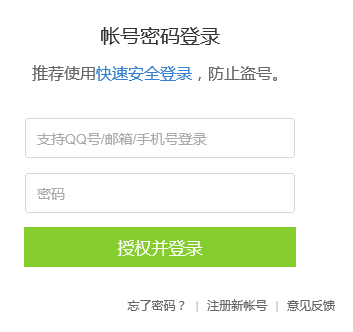 帐号密码登录
推荐使用快速安全登录，防止盗号。
支持QQ号/邮箱/手机号登录
密码
授权并登录
忘了密码？ | 注册新帐号 | 意见反馈